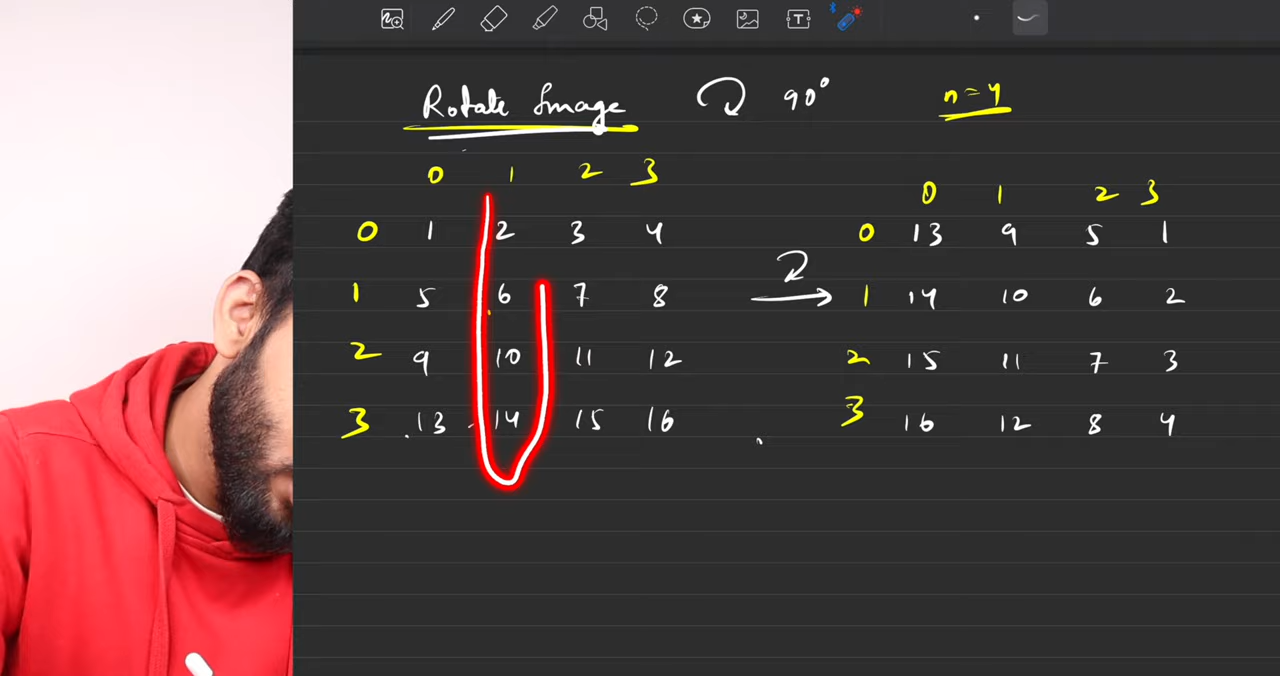 Rotate Image 90° n=4
0 1 2 3
0 1 2 3
0 1 2 3 4
0 13 9 5 1
1 5 6 7 8
1 14 10 6 2
2 9 10 11 12
2 15 11 7 3
3 13 14 15 16
3 16 12 8 4